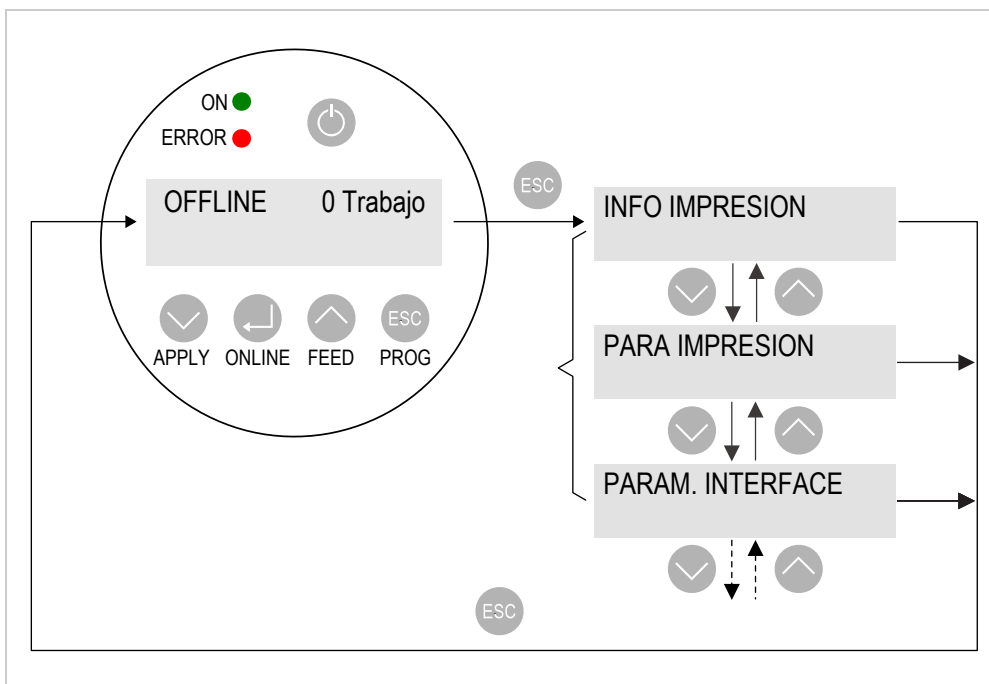 ON
ERROR
OFFLINE 0 Trabajo
ESC
APPLY ONLINE FEED PROG
ESC
INFO IMPRESION
PARA IMPRESION
PARAM. INTERFACE
ESC